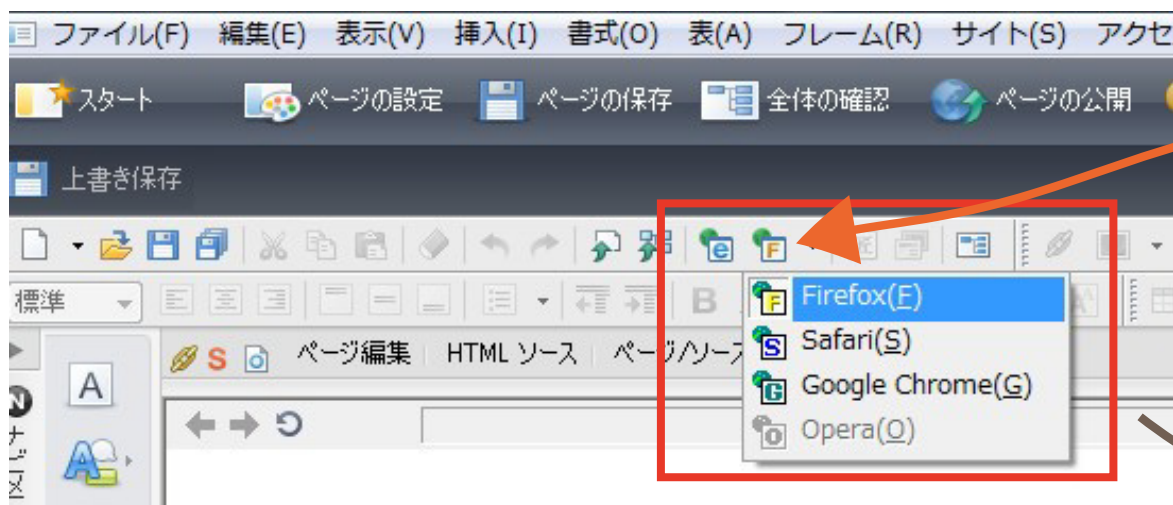 ファイル(F) 編集(E) 表示(V) 挿入(I) 書式(O) 表(A) フレーム(R) サイト(S) アクセ
スタート ページの設定 ページの保存 全体の確認 ページの公開
上書き保存
標準 B
S ページ編集 HTML ソース ページ/ソース
A
Firefox(F)
Safari(S)
Google Chrome(G)
Opera(O)